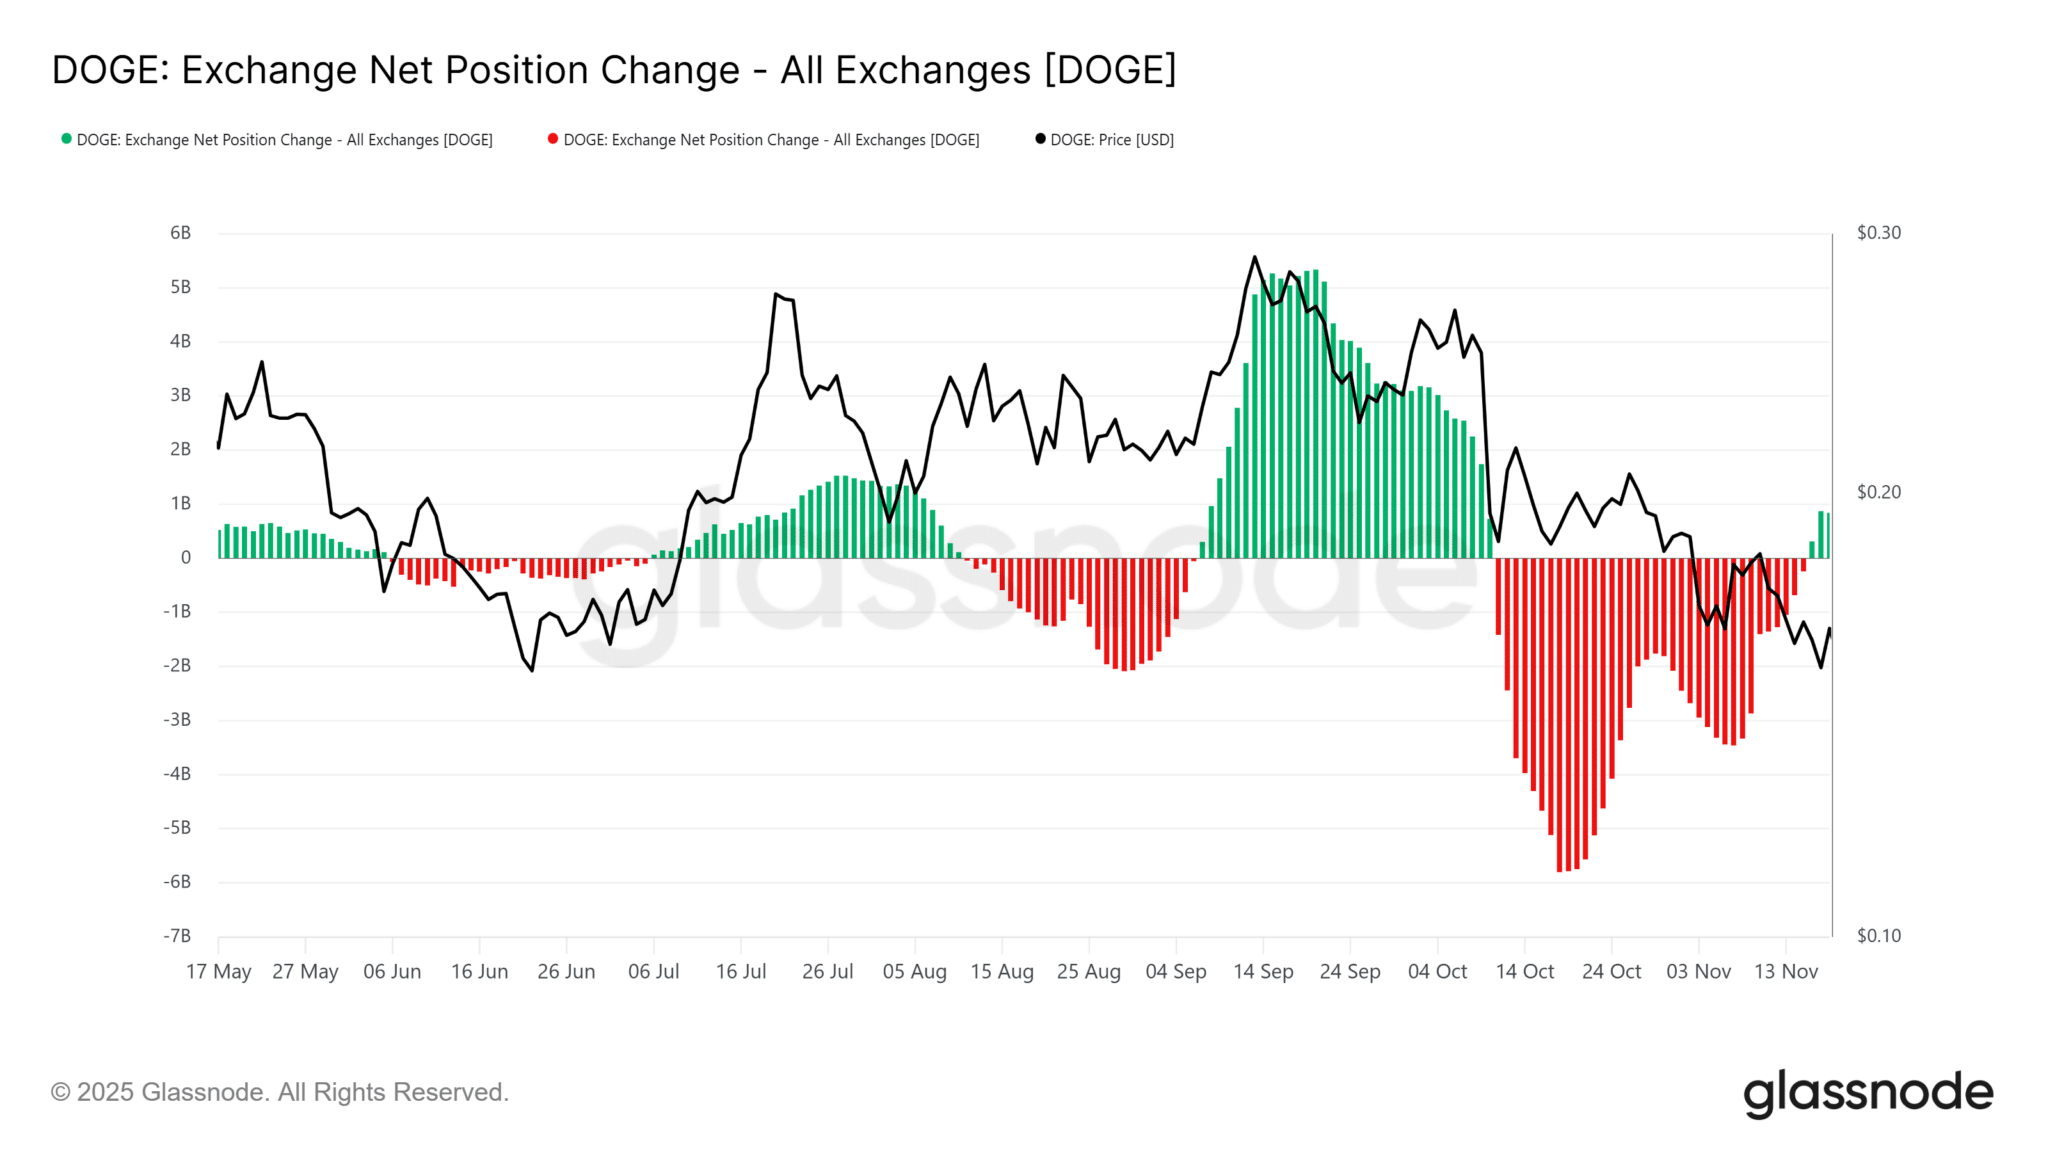 DOGE: Exchange Net Position Change - All Exchanges [DOGE]
DOGE: Exchange Net Position Change - All Exchanges [DOGE] DOGE: Exchange Net Position Change - All Exchanges [DOGE] DOGE: Price [USD]
6B $0.30
5B
4B
3B
2B
1B $0.20
0
-1B
-2B
-3B
-4B
-5B
-6B
-7B $0.10
glassnode
17 May 27 May 06 Jun 16 Jun 26 Jun 06 Jul 16 Jul 26 Jul 05 Aug 15 Aug 25 Aug 04 Sep 14 Sep 24 Sep 04 Oct 14 Oct 24 Oct 03 Nov 13 Nov
© 2025 Glassnode. All Rights Reserved. glassnode